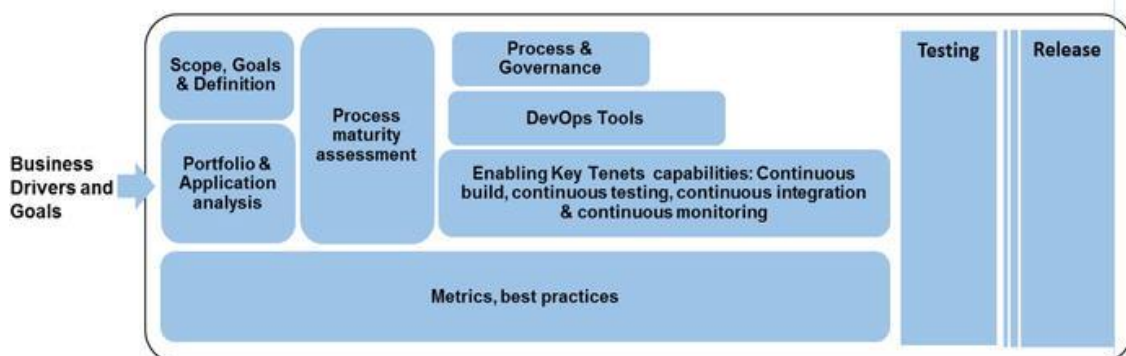 Business
Drivers and
Goals
Scope, Goals
& Definition
Portfolio &
Application
analysis
Process
maturity
assessment
Process &
Governance
DevOps Tools
Enabling Key Tenets capabilities: Continuous
build, continuous testing, continuous integration
& continuous monitoring
Metrics, best practices
Testing
Release